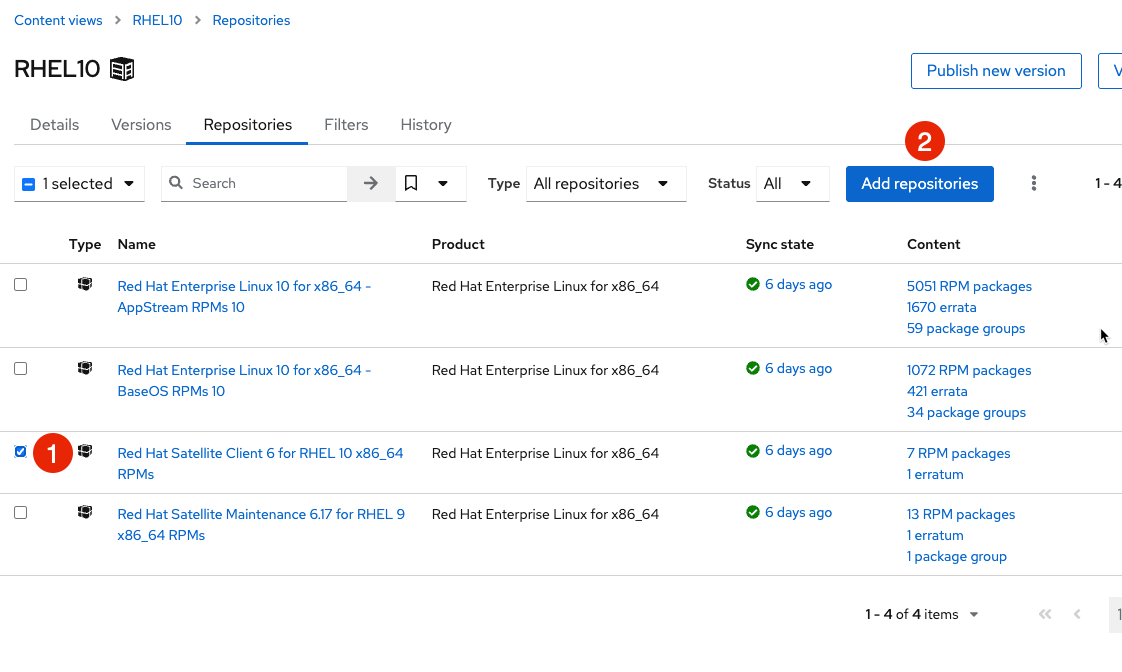 Content views > RHEL10 > Repositories
RHEL10
Publish new version V
Details Versions Repositories Filters History
2
1 selected Search Type All repositories Status All Add repositories 1 - 4
Type Name Product Sync state Content
Red Hat Enterprise Linux 10 for x86_64 - Red Hat Enterprise Linux for x86_64 6 days ago 5051 RPM packages
AppStream RPMs 10 1670 errata
59 package groups
Red Hat Enterprise Linux 10 for x86_64 - Red Hat Enterprise Linux for x86_64 6 days ago 1072 RPM packages
BaseOS RPMs 10 421 errata
34 package groups
1 Red Hat Satellite Client 6 for RHEL 10 x86_64 Red Hat Enterprise Linux for x86_64 6 days ago 7 RPM packages
RPMs 1 erratum
Red Hat Satellite Maintenance 6.17 for RHEL 9 Red Hat Enterprise Linux for x86_64 6 days ago 13 RPM packages
x86_64 RPMs 1 erratum
1 package group
1 - 4 of 4 items 1